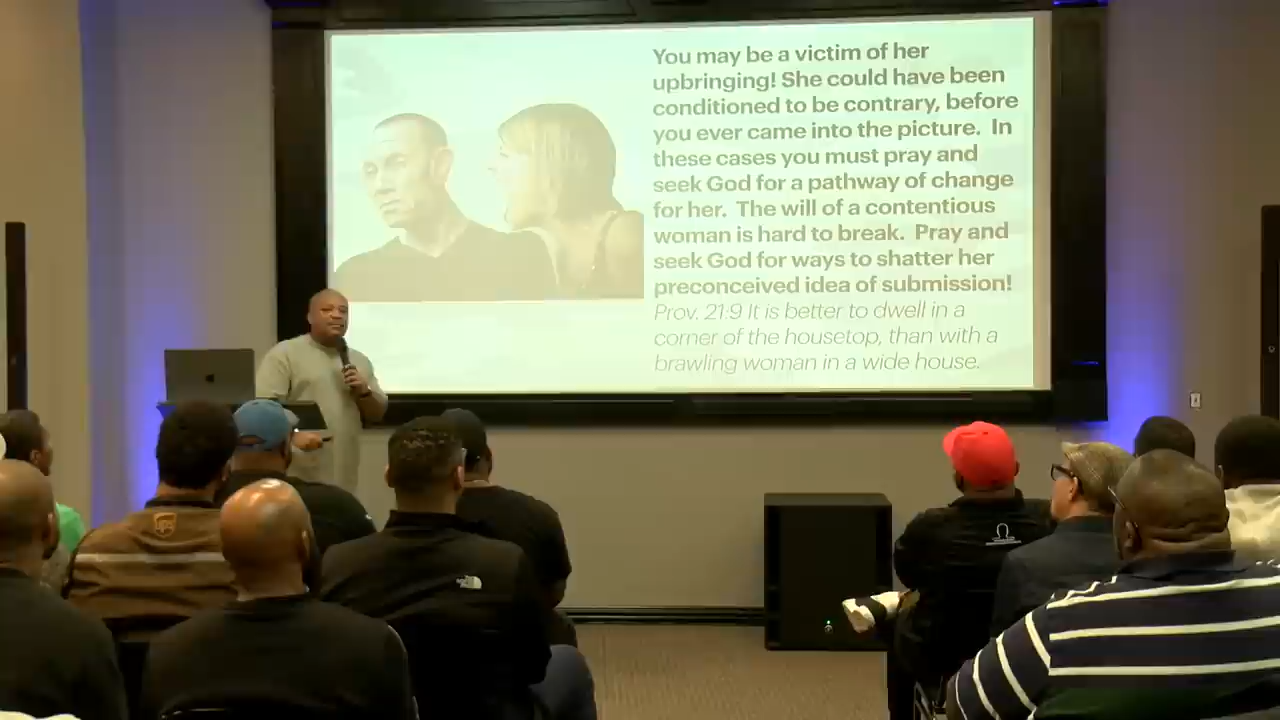 You may be a victim of her
upbringing! She could have been
conditioned to be contrary, before
you ever came into the picture. In
these cases you must pray and
seek God for a pathway of change
for her. The will of a contentious
woman is hard to break. Pray and
seek God for ways to shatter her
preconceived idea of submission!
Prov. 21:9 It is better to dwell in a
corner of the housetop, than with a
brawling woman in a wide house.